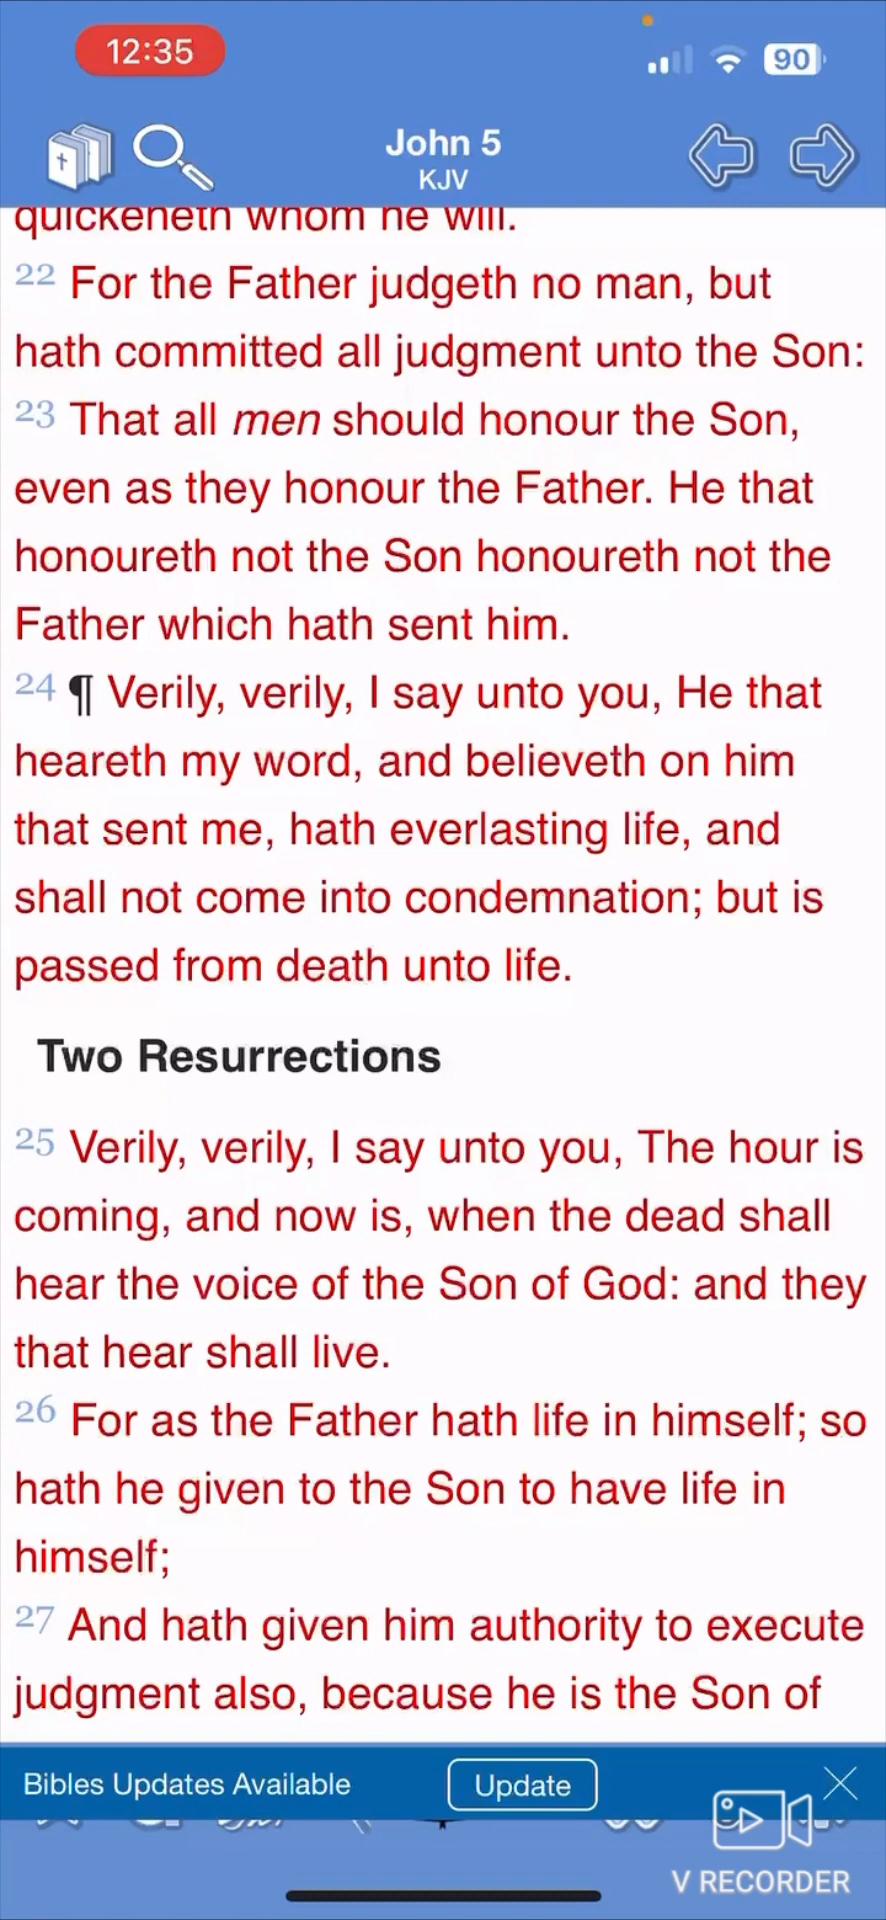 12:35
90
John 5
KJV
quickeneth whom he will.
22 For the Father judgeth no man, but
hath committed all judgment unto the Son:
23 That all men should honour the Son,
even as they honour the Father. He that
honoureth not the Son honoureth not the
Father which hath sent him.
24 ¶ Verily, verily, I say unto you, He that
heareth my word, and believeth on him
that sent me, hath everlasting life, and
shall not come into condemnation; but is
passed from death unto life.
Two Resurrections
25 Verily, verily, I say unto you, The hour is
coming, and now is, when the dead shall
hear the voice of the Son of God: and they
that hear shall live.
26 For as the Father hath life in himself; so
hath he given to the Son to have life in
himself;
27 And hath given him authority to execute
judgment also, because he is the Son of
Bibles Updates Available
Update
V RECORDER